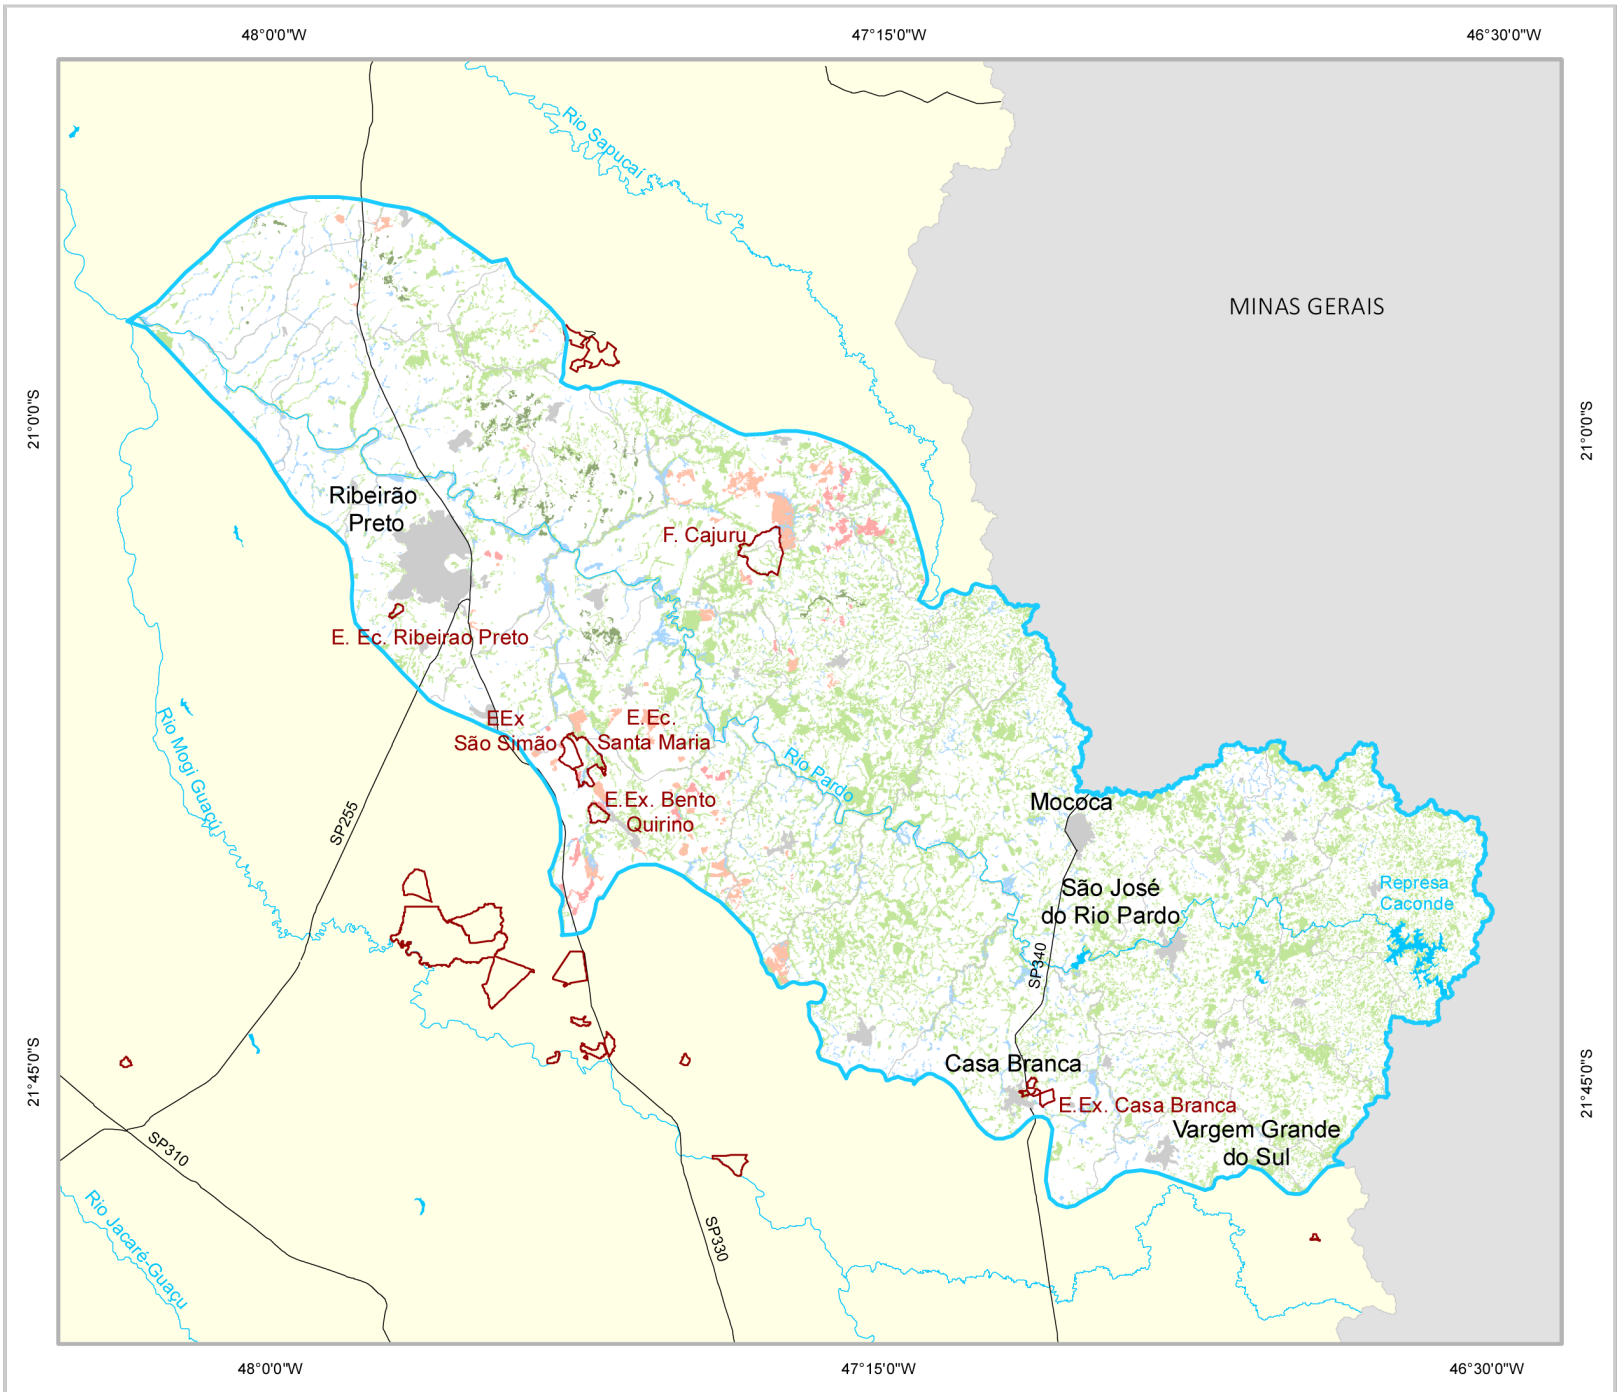 48°0'0"W
47°15'0"W
46°30'0"W
Rio Sapucaí
MINAS GERAIS
21°0'0"S
21°0'0"S
Ribeirão
Preto
F. Cajuru
E. Ec. Ribeirao Preto
EEx
São Simão
E.Ec.
Santa Maria
Rio Mogi Guaçú
Rio Pardo
SP255
E.Ex. Bento
Quirino
Mococa
São José
do Rio Pardo
Represa
Caconde
SP340
Casa Branca
21°45'0"S
21°45'0"S
E.Ex. Casa Branca
Vargem Grande
do Sul
SP310
Rio Jacaré-Guaçu
SP330
48°0'0"W
47°15'0"W
46°30'0"W